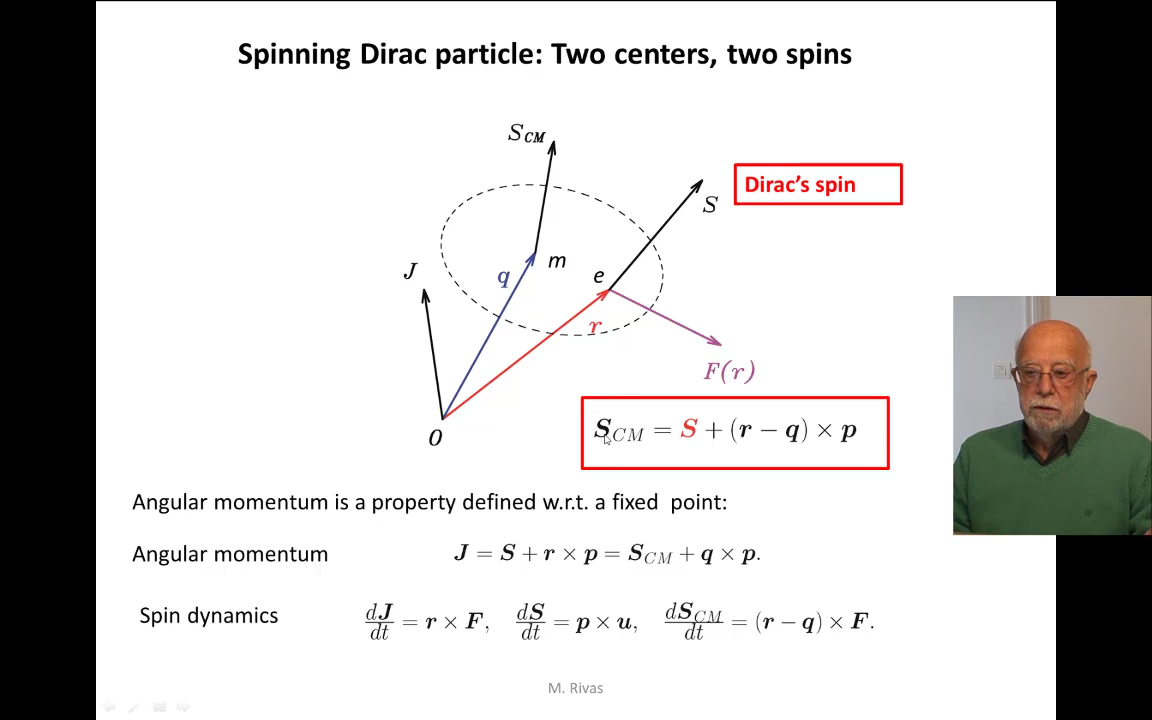 Spinning Dirac particle: Two centers, two spins
S_CM
Dirac's spin
S
J
q
m
e
r
F(r)
O
S_CM = S + (r − q) × p
Angular momentum is a property defined w.r.t. a fixed point:
Angular momentum J = S + r × p = S_CM + q × p.
Spin dynamics dJ/dt = r × F, dS/dt = p × u, dS_CM/dt = (r − q) × F.
M. Rivas